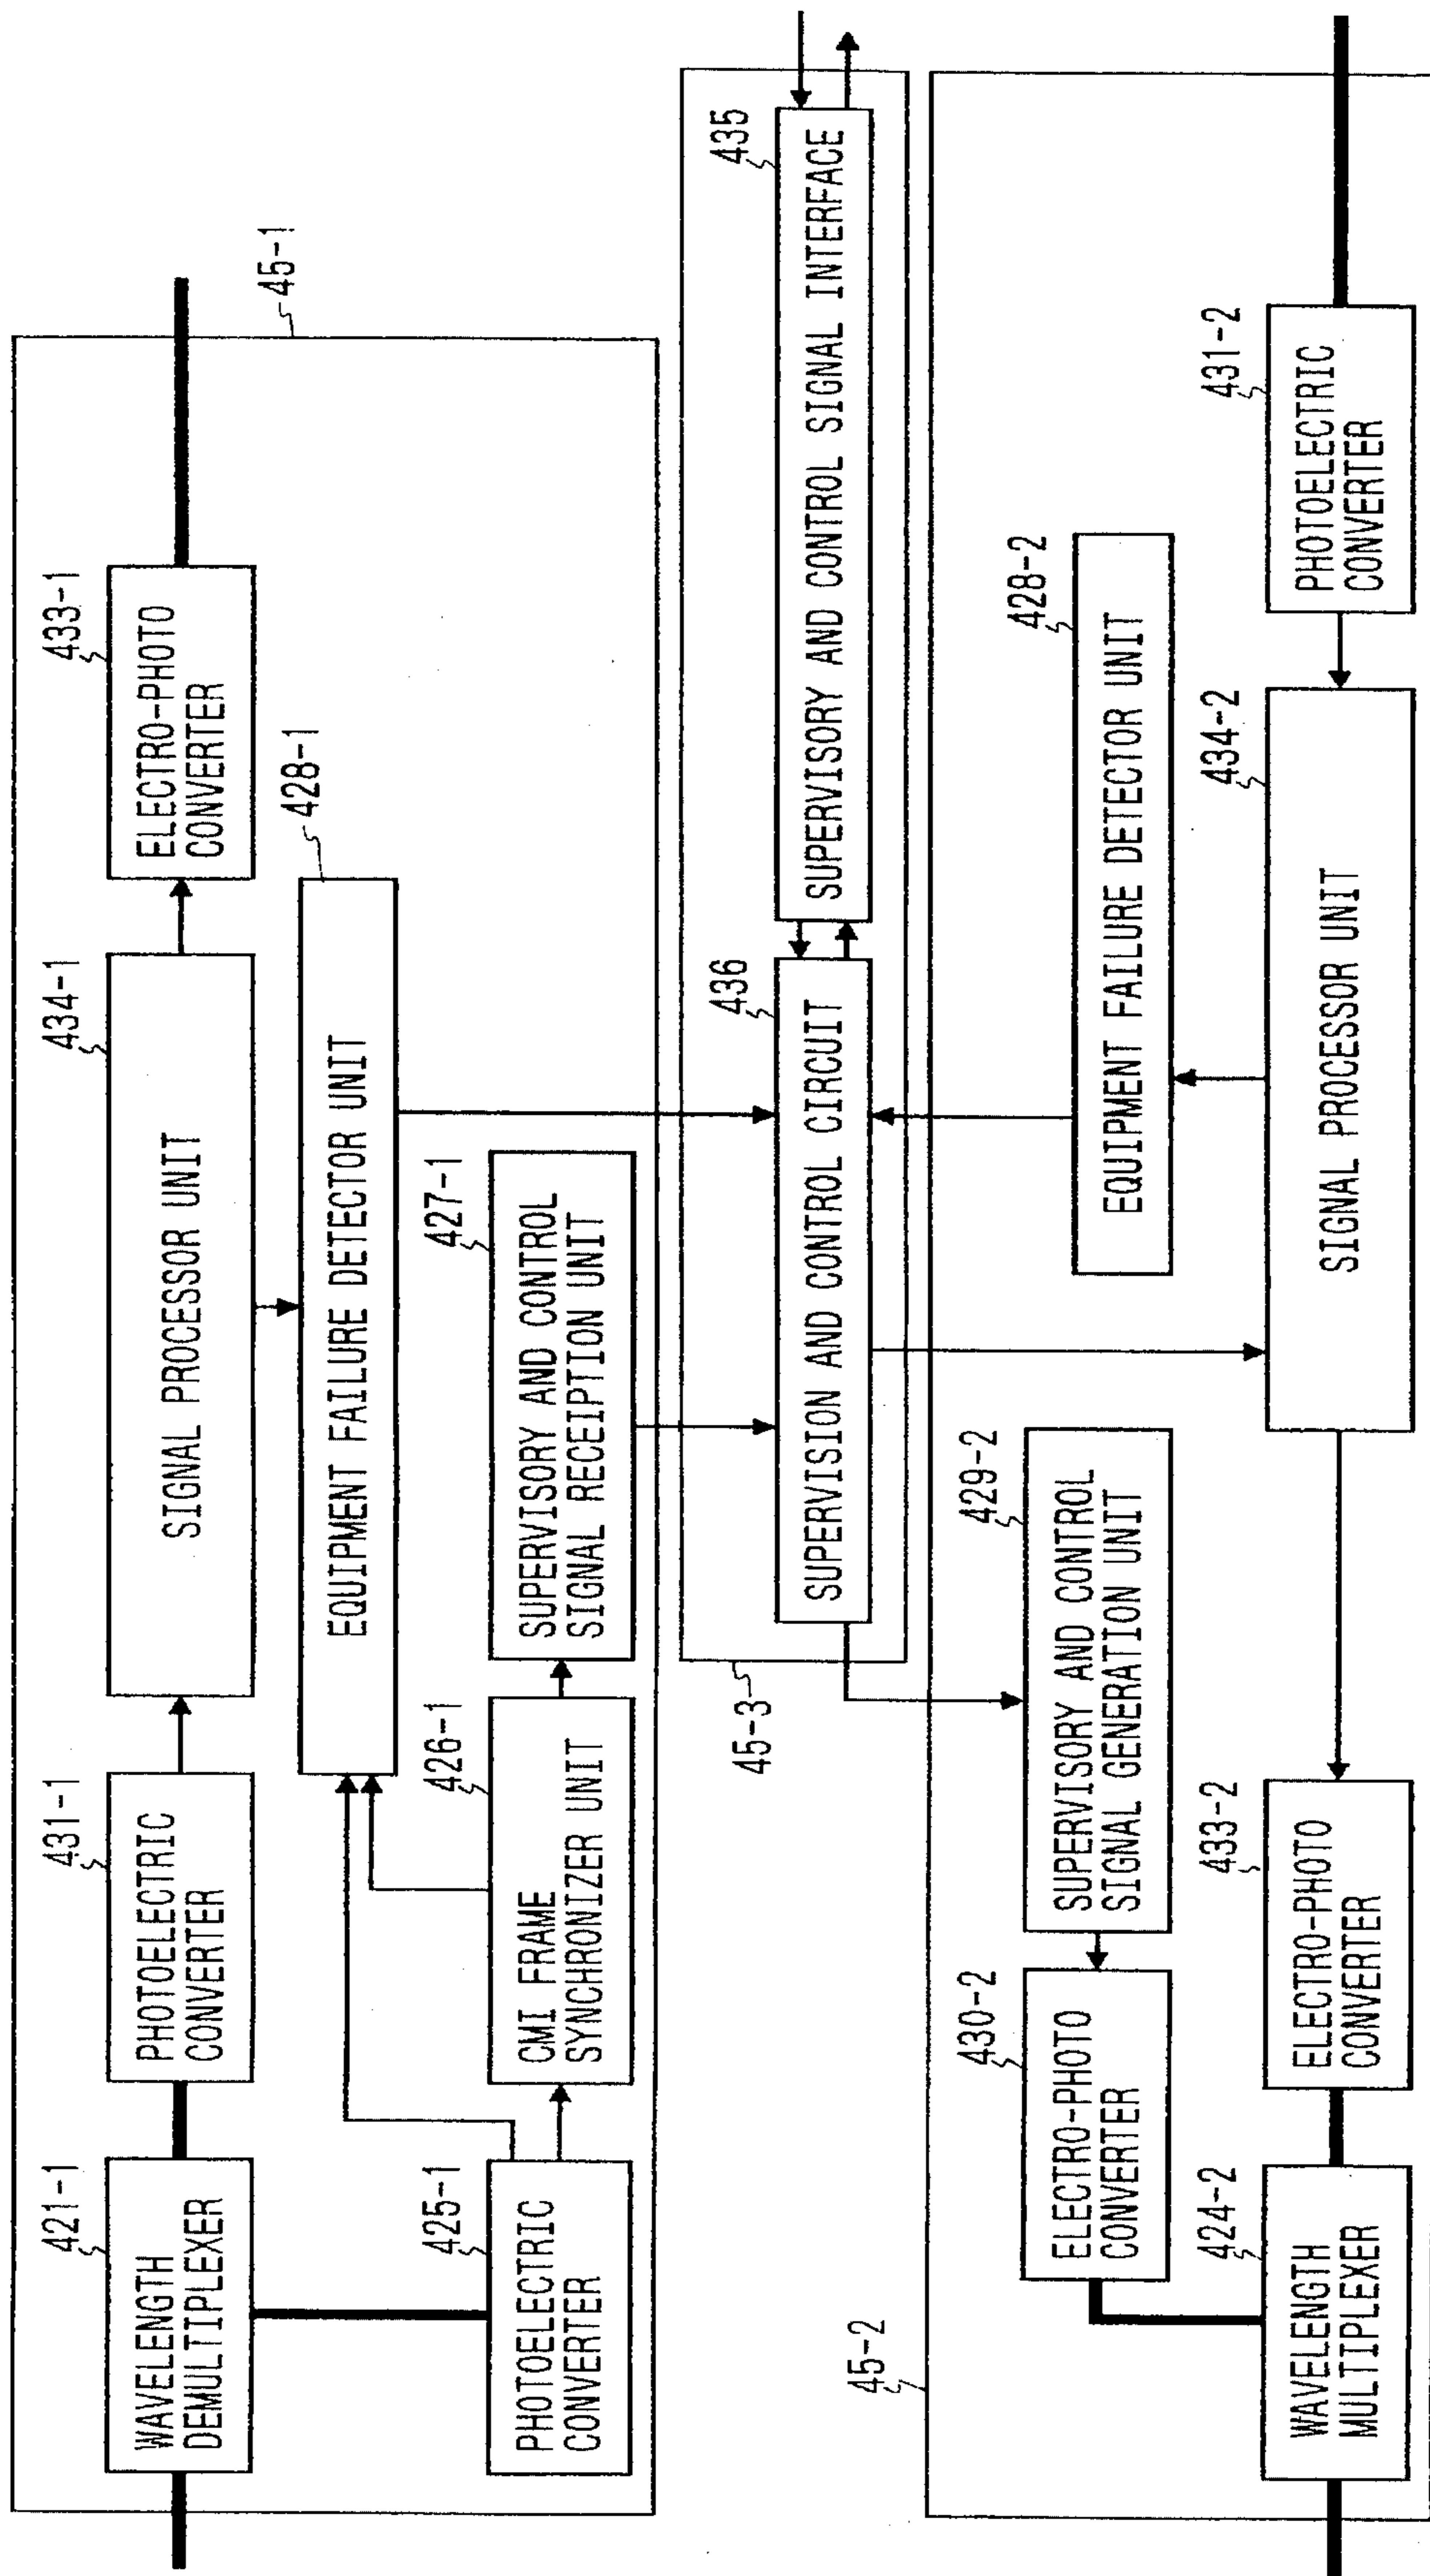 45-1
421-1
WAVELENGTH
DEMULTIPLEXER
431-1
PHOTOELECTRIC
CONVERTER
434-1
SIGNAL PROCESSOR UNIT
433-1
ELECTRO-PHOTO
CONVERTER
428-1
EQUIPMENT FAILURE DETECTOR UNIT
425-1
PHOTOELECTRIC
CONVERTER
426-1
CMI FRAME
SYNCHRONIZER UNIT
427-1
SUPERVISORY AND CONTROL
SIGNAL RECEIPTION UNIT
45-3
436
SUPERVISION AND CONTROL CIRCUIT
435
SUPERVISORY AND CONTROL SIGNAL INTERFACE
45-2
430-2
ELECTRO-PHOTO
CONVERTER
429-2
SUPERVISORY AND CONTROL
SIGNAL GENERATION UNIT
428-2
EQUIPMENT FAILURE DETECTOR UNIT
424-2
WAVELENGTH
MULTIPLEXER
433-2
ELECTRO-PHOTO
CONVERTER
434-2
SIGNAL PROCESSOR UNIT
431-2
PHOTOELECTRIC
CONVERTER